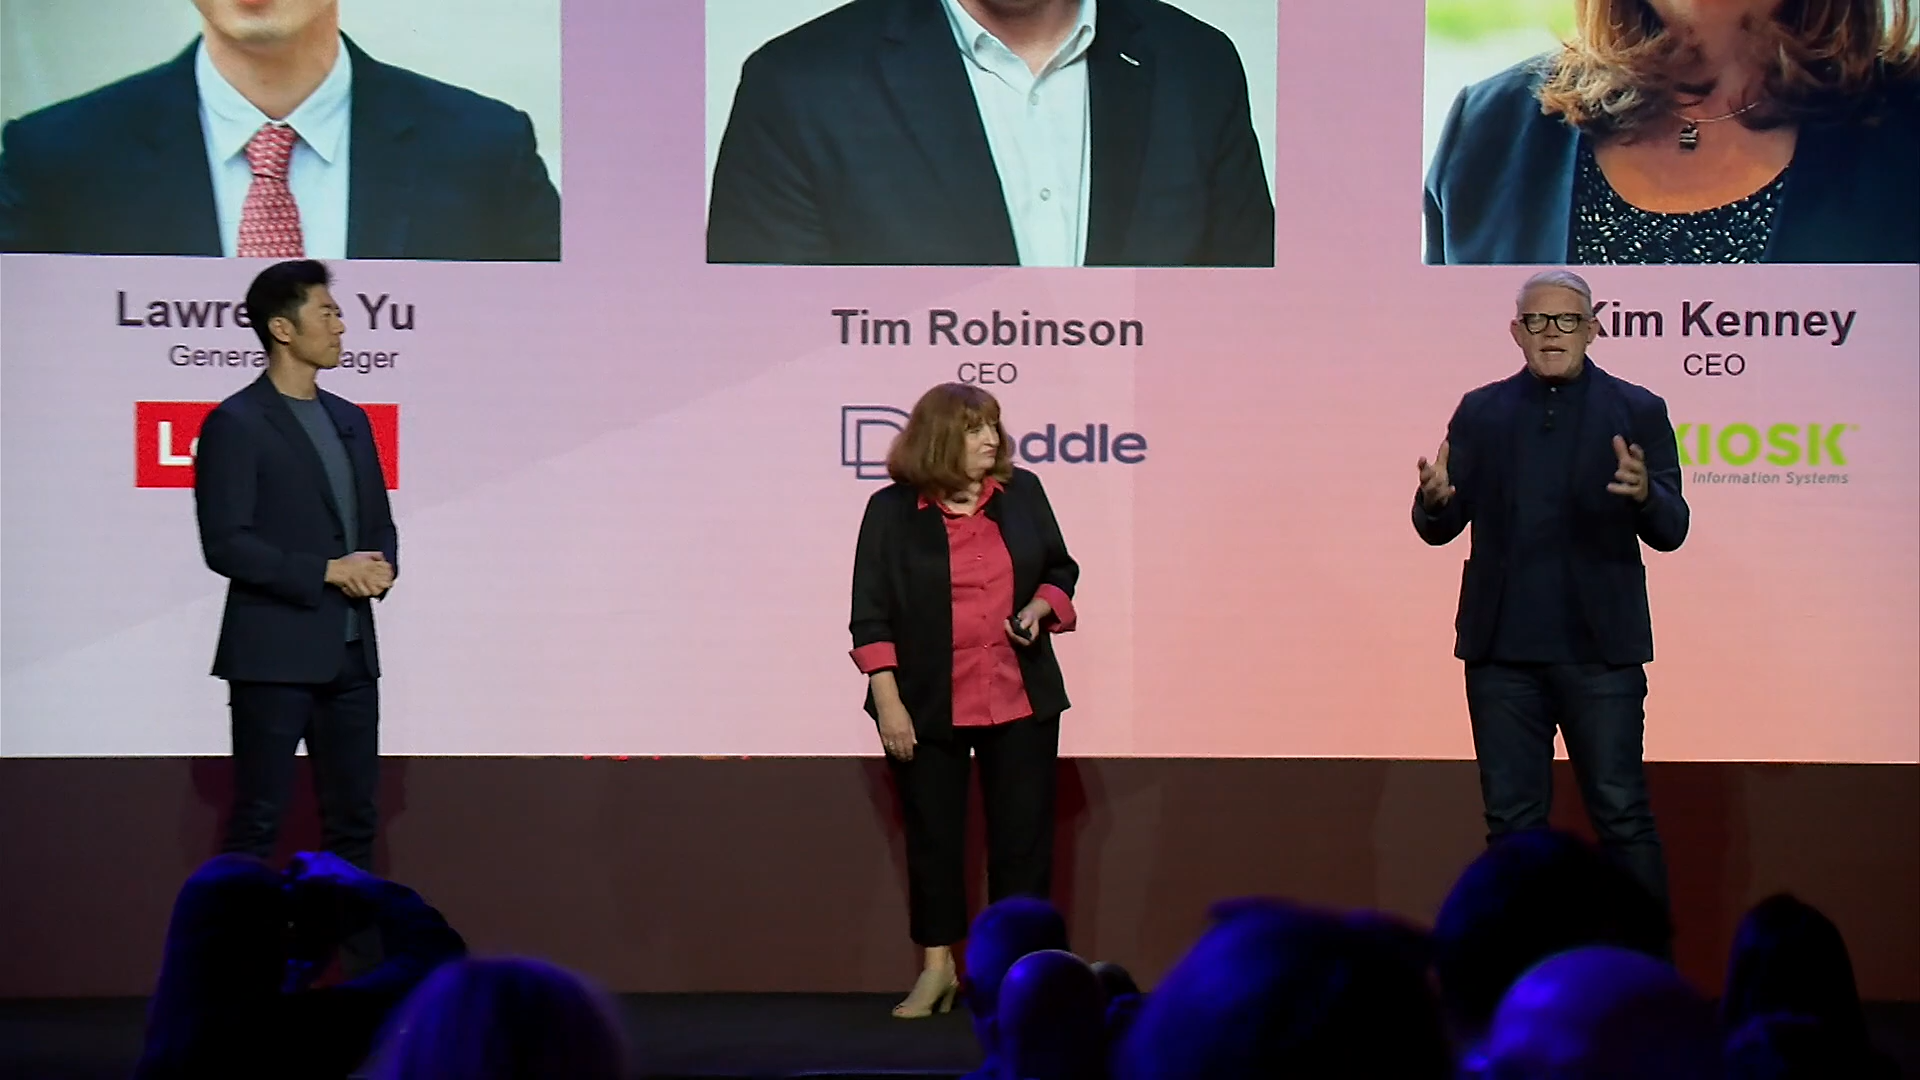 Lawre Yu
Genera ager
L
Tim Robinson
CEO
ddle
Kim Kenney
CEO
KIOSK
Information Systems